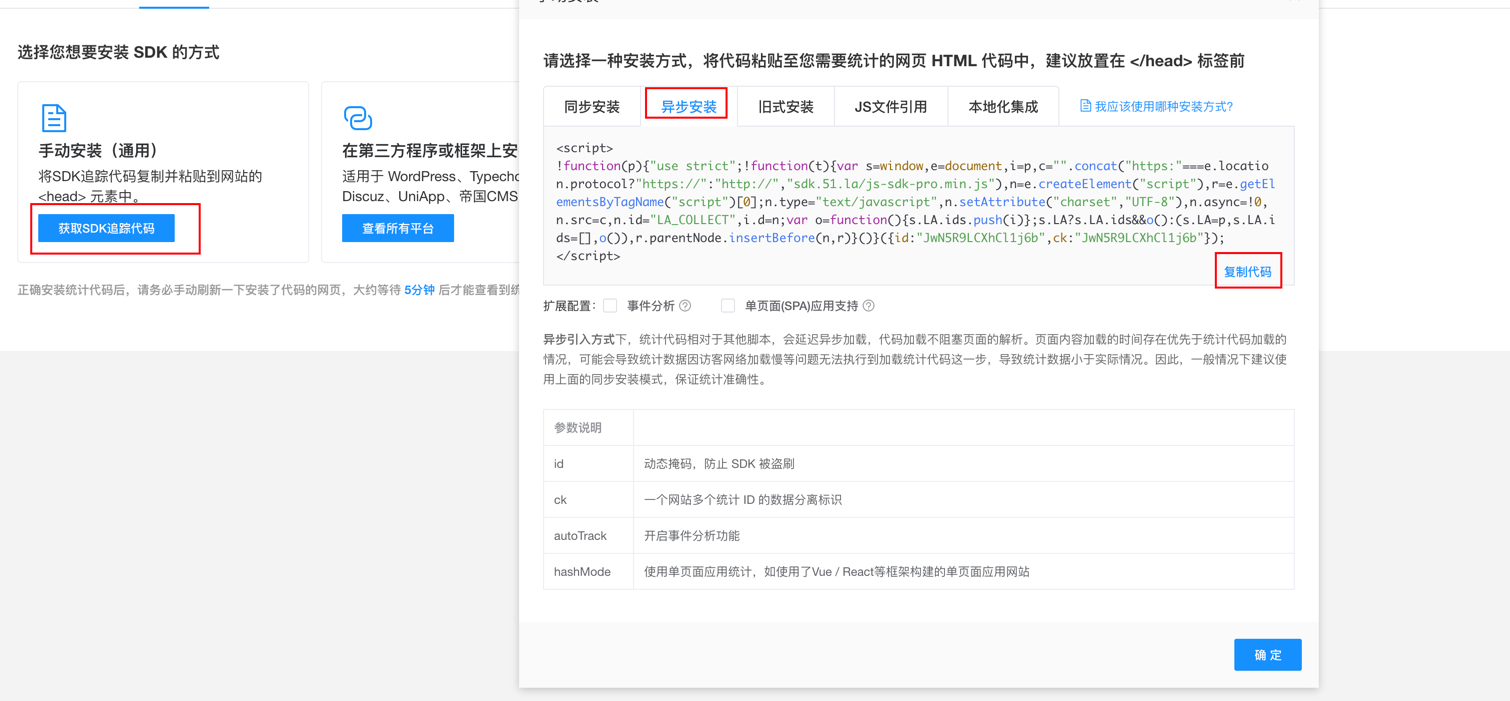 选择您想要安装 SDK 的方式
手动安装（通用）
将SDK追踪代码复制并粘贴到网站的
<head> 元素中。
获取SDK追踪代码
在第三方程序或框架上安
适用于 WordPress、Typecho
Discuz、UniApp、帝国CMS
查看所有平台
正确安装统计代码后，请务必手动刷新一下安装了代码的网页，大约等待 5分钟 后才能查看到统
请选择一种安装方式，将代码粘贴至您需要统计的网页 HTML 代码中，建议放置在 </head> 标签前
同步安装
异步安装
旧式安装
JS文件引用
本地化集成
我应该使用哪种安装方式?
<script>
!function(p){"use strict";!function(t){var s=window,e=document,i=p,c="".concat("https:"===e.locatio
n.protocol?"https://":"http://","sdk.51.la/js-sdk-pro.min.js"),n=e.createElement("script"),r=e.getEl
ementsByTagName("script")[0];n.type="text/javascript",n.setAttribute("charset","UTF-8"),n.async=!0,
n.src=c,n.id="LA_COLLECT",i.d=n;var o=function(){s.LA.ids.push(i)};s.LA?s.LA.ids&&o():(s.LA=p,s.LA.i
ds=[],o()),r.parentNode.insertBefore(n,r)}()}({id:"JwN5R9LCXhCl1j6b",ck:"JwN5R9LCXhCl1j6b"});
</script>
复制代码
扩展配置： 事件分析 单页面(SPA)应用支持
异步引入方式下，统计代码相对于其他脚本，会延迟异步加载，代码加载不阻塞页面的解析。页面内容加载的时间存在优先于统计代码加载的
情况，可能会导致统计数据因访客网络加载慢等问题无法执行到加载统计代码这一步，导致统计数据小于实际情况。因此，一般情况下建议使
用上面的同步安装模式，保证统计准确性。
参数说明
id 动态掩码，防止 SDK 被盗刷
ck 一个网站多个统计 ID 的数据分离标识
autoTrack 开启事件分析功能
hashMode 使用单页面应用统计，如使用了Vue / React等框架构建的单页面应用网站
确 定